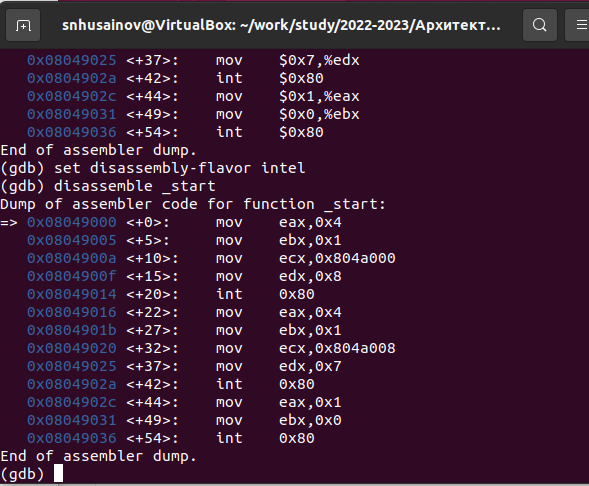 snhusainov@VirtualBox: ~/work/study/2022-2023/Архитект...
0x08049025 <+37>: mov $0x7,%edx
0x0804902a <+42>: int $0x80
0x0804902c <+44>: mov $0x1,%eax
0x08049031 <+49>: mov $0x0,%ebx
0x08049036 <+54>: int $0x80
End of assembler dump.
(gdb) set disassembly-flavor intel
(gdb) disassemble _start
Dump of assembler code for function _start:
=> 0x08049000 <+0>: mov eax,0x4
0x08049005 <+5>: mov ebx,0x1
0x0804900a <+10>: mov ecx,0x804a000
0x0804900f <+15>: mov edx,0x8
0x08049014 <+20>: int 0x80
0x08049016 <+22>: mov eax,0x4
0x0804901b <+27>: mov ebx,0x1
0x08049020 <+32>: mov ecx,0x804a008
0x08049025 <+37>: mov edx,0x7
0x0804902a <+42>: int 0x80
0x0804902c <+44>: mov eax,0x1
0x08049031 <+49>: mov ebx,0x0
0x08049036 <+54>: int 0x80
End of assembler dump.
(gdb)